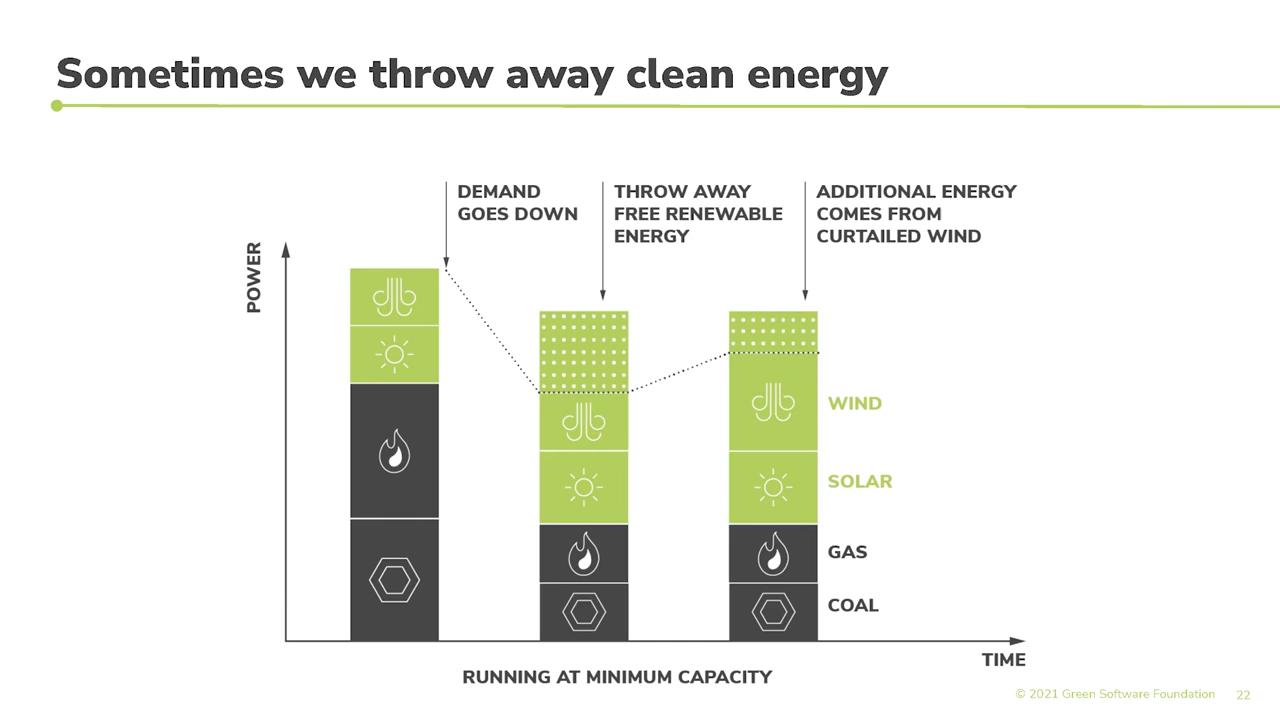 Sometimes we throw away clean energy
DEMAND
GOES DOWN
THROW AWAY
FREE RENEWABLE
ENERGY
ADDITIONAL ENERGY
COMES FROM
CURTAILED WIND
POWER
WIND
SOLAR
GAS
COAL
TIME
RUNNING AT MINIMUM CAPACITY
© 2021 Green Software Foundation 22